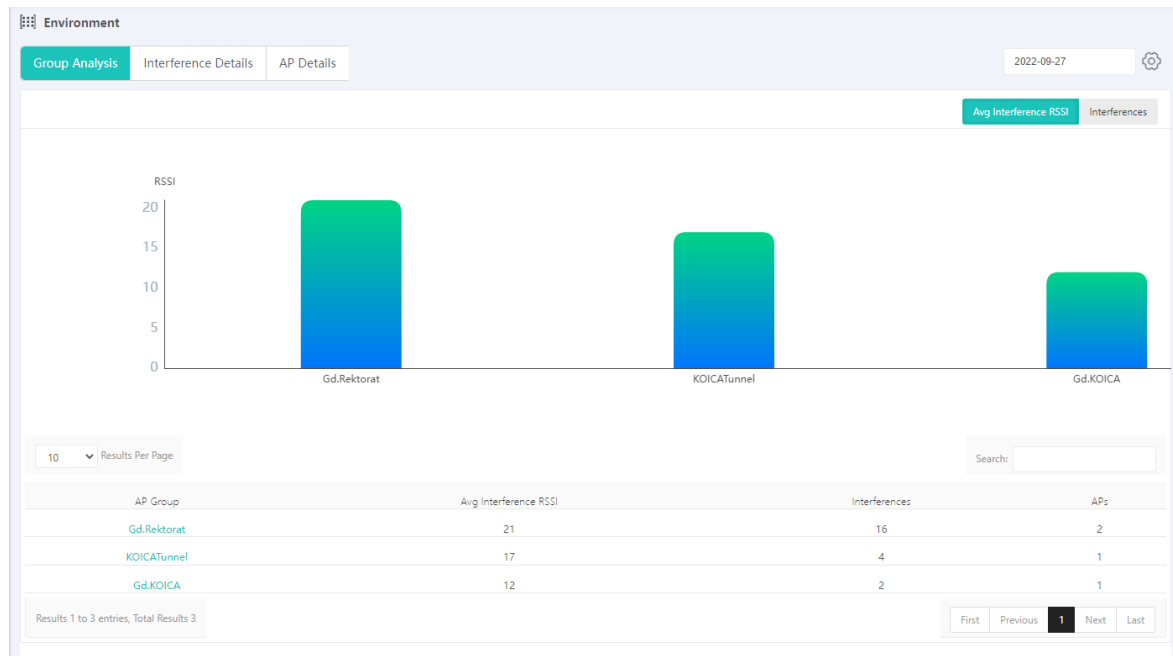 Environment
Group Analysis Interference Details AP Details 2022-09-27
Avg Interference RSSI Interferences
RSSI
20
15
10
5
0
Gd.Rektorat KOICATunnel Gd.KOICA
10 Results Per Page Search:
AP Group Avg Interference RSSI Interferences APs
Gd.Rektorat 21 16 2
KOICATunnel 17 4 1
Gd.KOICA 12 2 1
Results 1 to 3 entries, Total Results 3 First Previous 1 Next Last